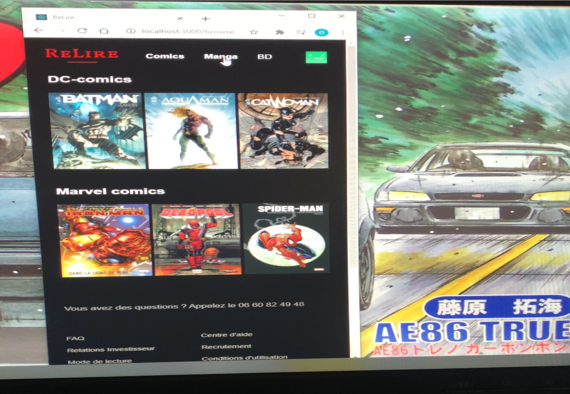 ReLire
localhost:3000/browse
RELIRE
Comics Manga BD
DC-comics
BATMAN
AQUAMAN
CATWOMAN
Marvel comics
IRON MAN
DEADPOOL
SPIDER-MAN
Vous avez des questions ? Appelez le 06 60 82 49 48
FAQ
Centre d'aide
Relations Investisseur
Recrutement
Mode de lecture
Conditions d'utilisation
藤原 拓海
AE86 TRUE
AE86トレノ カーボンボン